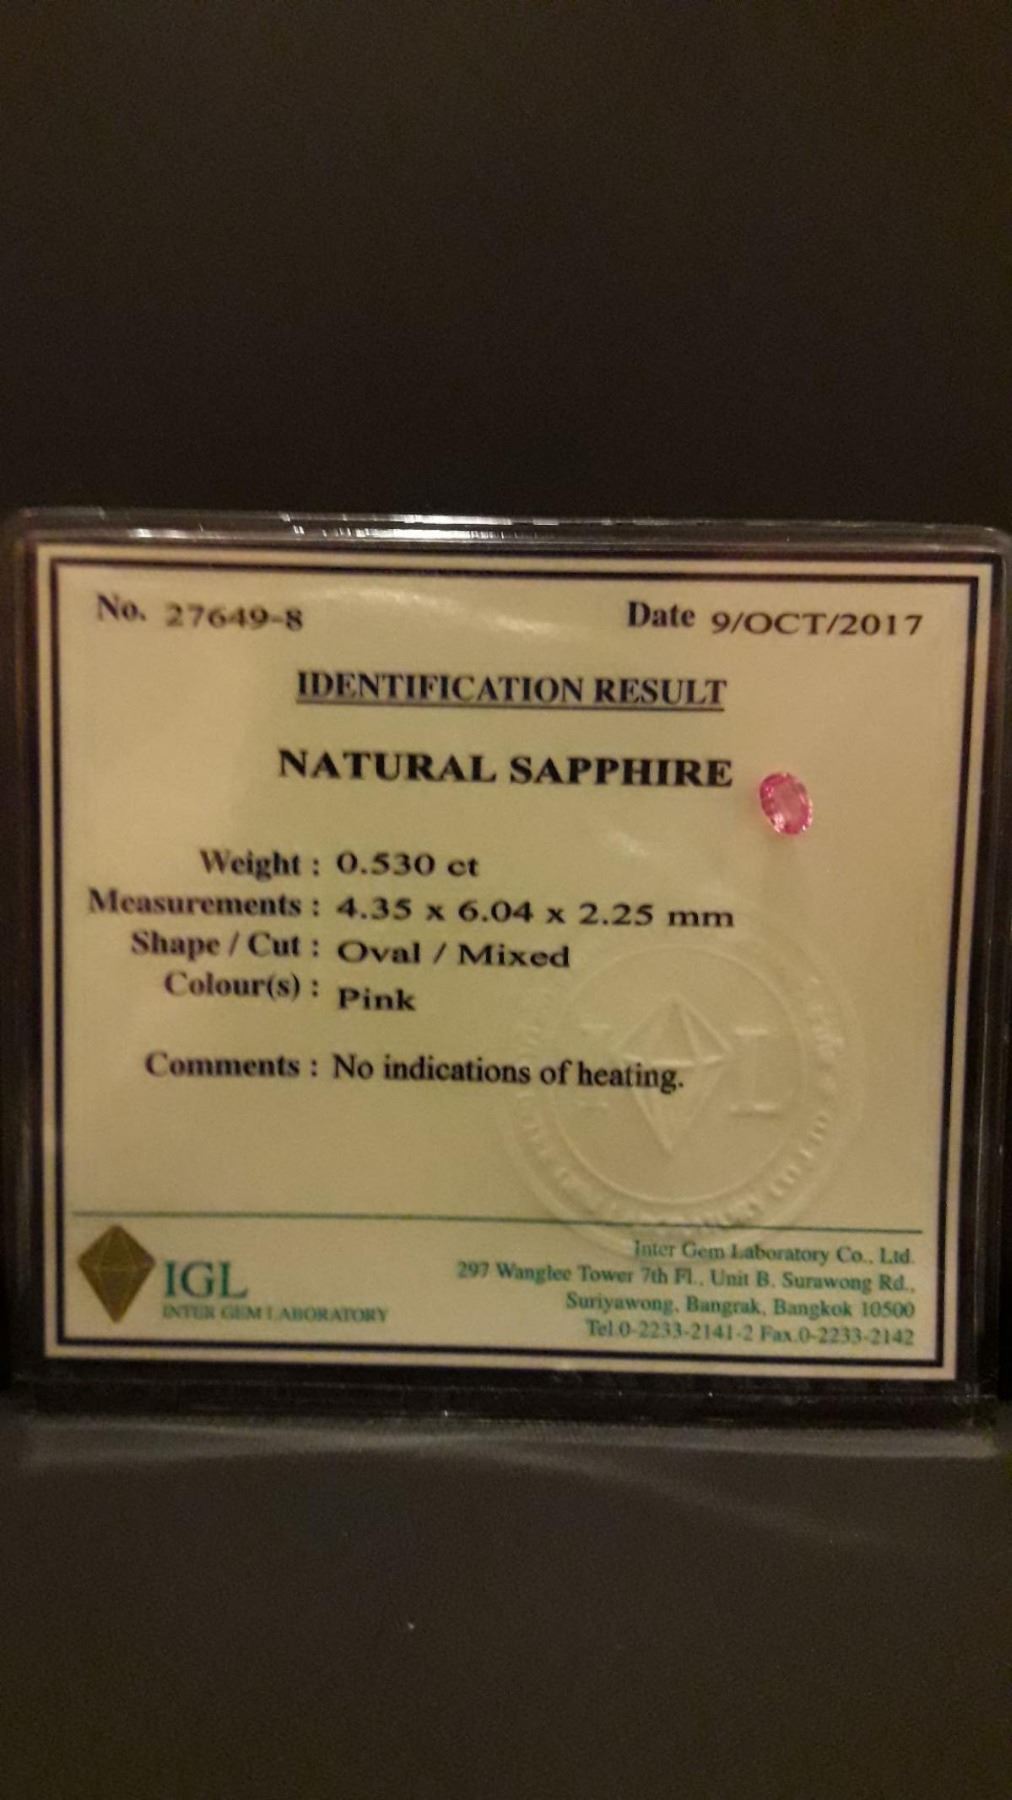 No. 27649-8
Date 9/OCT/2017
IDENTIFICATION RESULT
NATURAL SAPPHIRE
Weight : 0.530 ct
Measurements : 4.35 x 6.04 x 2.25 mm
Shape / Cut : Oval / Mixed
Colour(s) : Pink
Comments : No indications of heating.
IGL
INTER GEM LABORATORY
Inter Gem Laboratory Co., Ltd.
297 Wanglee Tower 7th Fl., Unit B, Surawong Rd.,
Suriyawong, Bangrak, Bangkok 10500
Tel.0-2233-2141-2 Fax.0-2233-2142